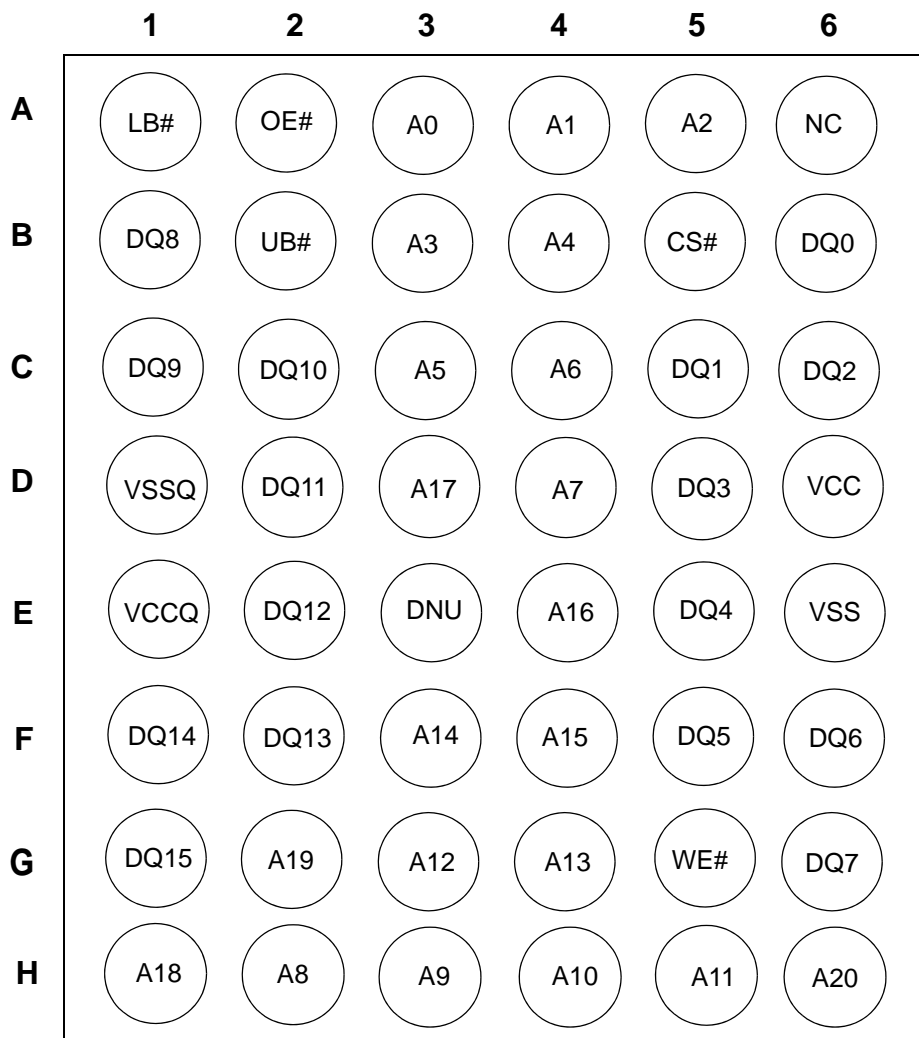 1 2 3 4 5 6
A LB# OE# A0 A1 A2 NC
B DQ8 UB# A3 A4 CS# DQ0
C DQ9 DQ10 A5 A6 DQ1 DQ2
D VSSQ DQ11 A17 A7 DQ3 VCC
E VCCQ DQ12 DNU A16 DQ4 VSS
F DQ14 DQ13 A14 A15 DQ5 DQ6
G DQ15 A19 A12 A13 WE# DQ7
H A18 A8 A9 A10 A11 A20